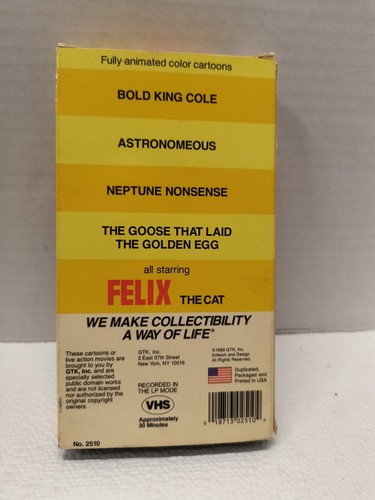 Fully animated color cartoons
BOLD KING COLE
ASTRONOMEOUS
NEPTUNE NONSENSE
THE GOOSE THAT LAID
THE GOLDEN EGG
all starring
FELIX THE CAT
WE MAKE COLLECTIBILITY
A WAY OF LIFE®
These cartoons or
live action movies are
brought to you by
GTK, Inc. and are
specially selected
public domain works
and are not licensed
nor authorized by the
original copyright
owners.
No. 2510
GTK, Inc.
2 East 37th Street
New York, NY 10016
RECORDED IN
THE LP MODE
VHS
Approximately
30 Minutes
©1989 GTK, Inc.
Artwork and Design
All Rights Reserved.
Duplicated,
Packaged and
Printed in USA
0 18713 02510 4